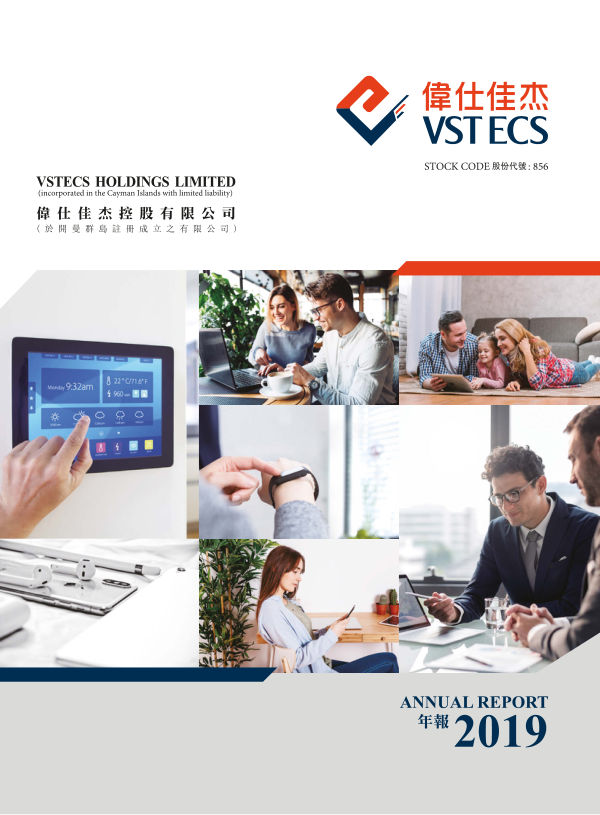 偉仕佳杰
VSTECS
STOCK CODE 股份代號 : 856
VSTECS HOLDINGS LIMITED
(incorporated in the Cayman Islands with limited liability)
偉仕佳杰控股有限公司
(於開曼群島註冊成立之有限公司)
Monday 9:32am
22°C/71.6°F
960
ANNUAL REPORT
年報 2019